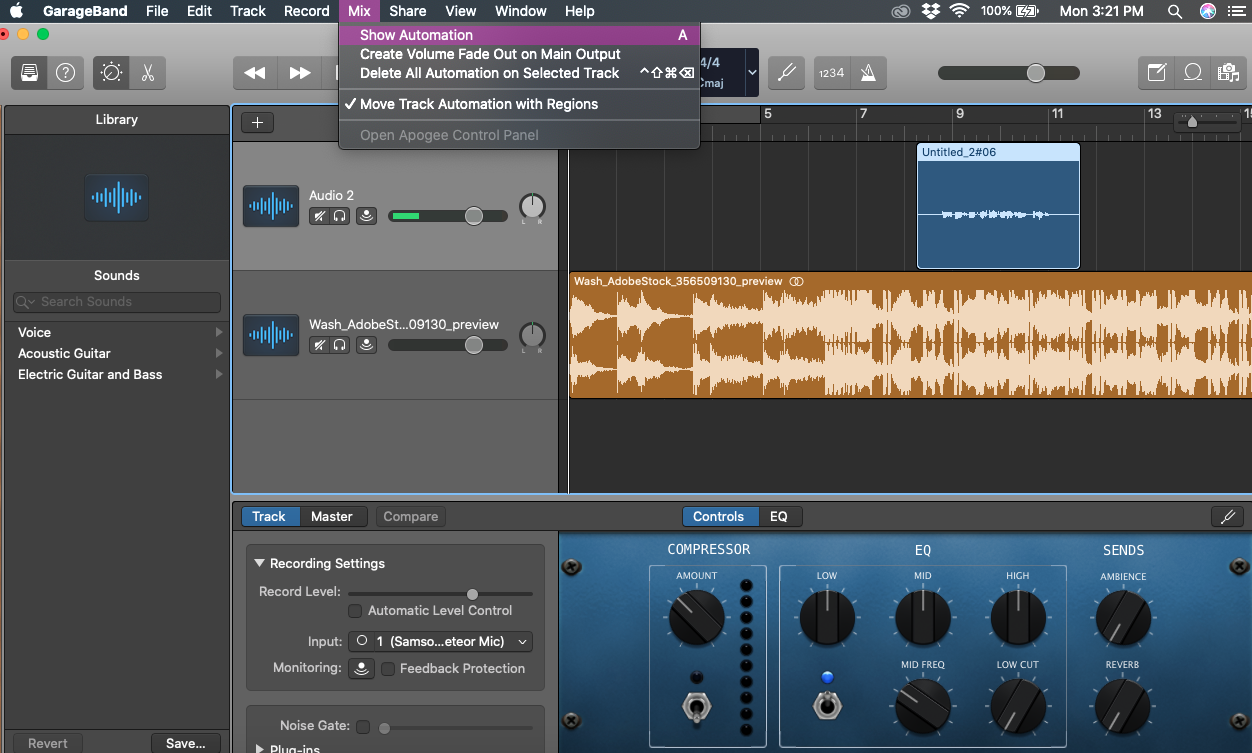 GarageBand File Edit Track Record Mix Share View Window Help 100% Mon 3:21 PM
Show Automation A
Create Volume Fade Out on Main Output
Delete All Automation on Selected Track ^⇧⌘⌫
✓ Move Track Automation with Regions
Open Apogee Control Panel
4/4
Cmaj
1234
Library
Sounds
Search Sounds
Voice
Acoustic Guitar
Electric Guitar and Bass
Revert
Save...
+
5 7 9 11 13 15
Audio 2
L R
Untitled_2#06
Wash_AdobeSt...09130_preview
L R
Wash_AdobeStock_356509130_preview
Track Master Compare
Controls EQ
Recording Settings
Record Level:
Automatic Level Control
Input: 1 (Samso...eteor Mic)
Monitoring: Feedback Protection
Noise Gate:
Plug-ins
COMPRESSOR
AMOUNT
EQ
LOW MID HIGH
MID FREQ LOW CUT
SENDS
AMBIENCE
REVERB